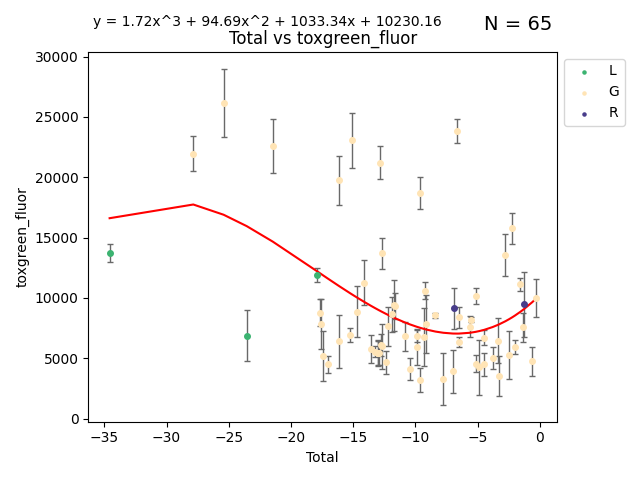 y = 1.72x^3 + 94.69x^2 + 1033.34x + 10230.16
N = 65
Total vs toxgreen_fluor
30000
25000
20000
15000
10000
5000
0
toxgreen_fluor
−35
−30
−25
−20
−15
−10
−5
0
Total
L
G
R